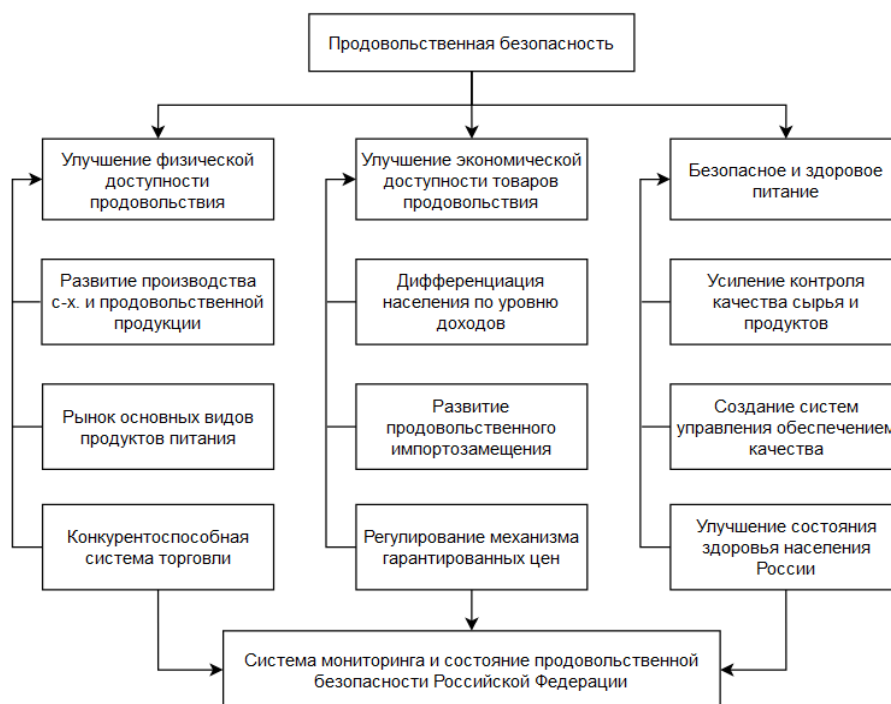 Продовольственная безопасность
Улучшение физической
доступности
продовольствия
Улучшение экономической
доступности товаров
продовольствия
Безопасное и здоровое
питание
Развитие производства
с-х. и продовольственной
продукции
Дифференциация
населения по уровню
доходов
Усиление контроля
качества сырья и
продуктов
Рынок основных видов
продуктов питания
Развитие
продовольственного
импортозамещения
Создание систем
управления обеспечением
качества
Конкурентоспособная
система торговли
Регулирование механизма
гарантированных цен
Улучшение состояния
здоровья населения
России
Система мониторинга и состояние продовольственной
безопасности Российской Федерации